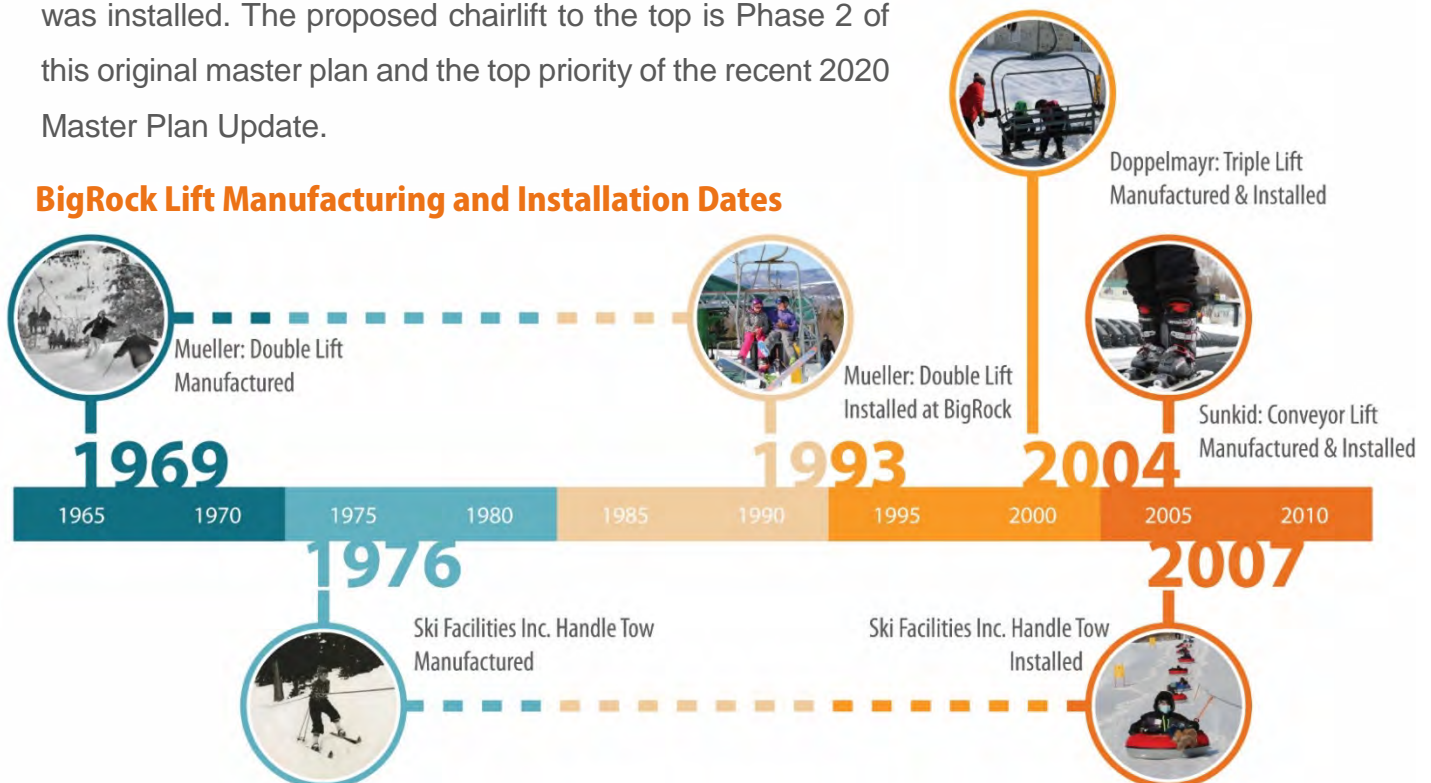 was installed. The proposed chairlift to the top is Phase 2 of
this original master plan and the top priority of the recent 2020
Master Plan Update.
BigRock Lift Manufacturing and Installation Dates
Doppelmayr: Triple Lift
Manufactured & Installed
Mueller: Double Lift
Manufactured
Mueller: Double Lift
Installed at BigRock
Sunkid: Conveyor Lift
Manufactured & Installed
1969
1993
2004
1965 1970 1975 1980 1985 1990 1995 2000 2005 2010
1976
2007
Ski Facilities Inc. Handle Tow
Manufactured
Ski Facilities Inc. Handle Tow
Installed